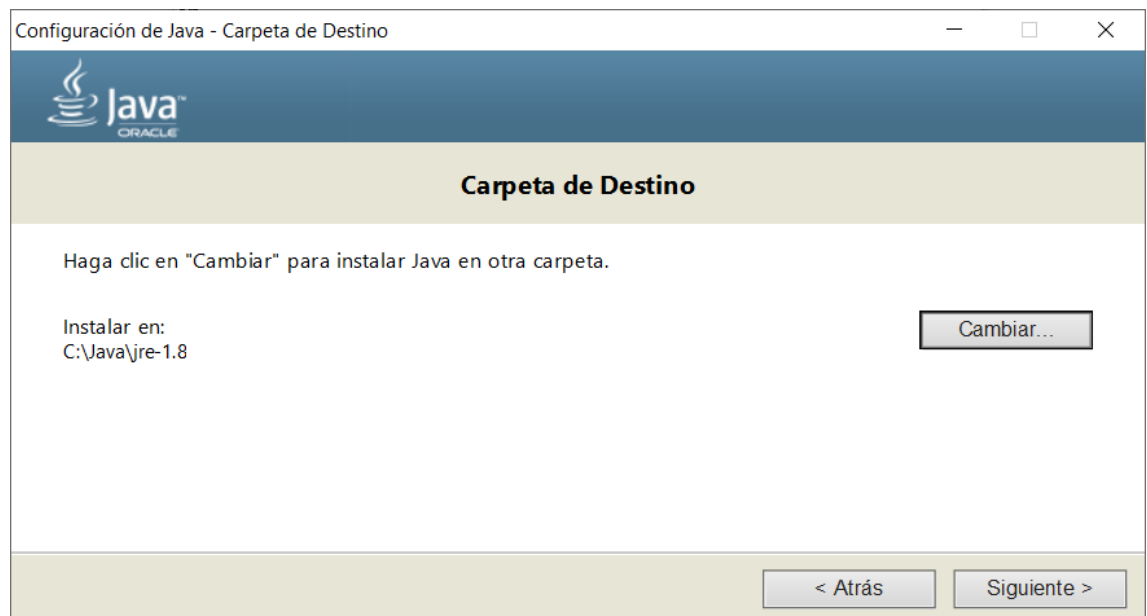 Configuración de Java - Carpeta de Destino
Java™
ORACLE
Carpeta de Destino
Haga clic en "Cambiar" para instalar Java en otra carpeta.
Instalar en:
Cambiar...
C:\Java\jre-1.8
< Atrás
Siguiente >